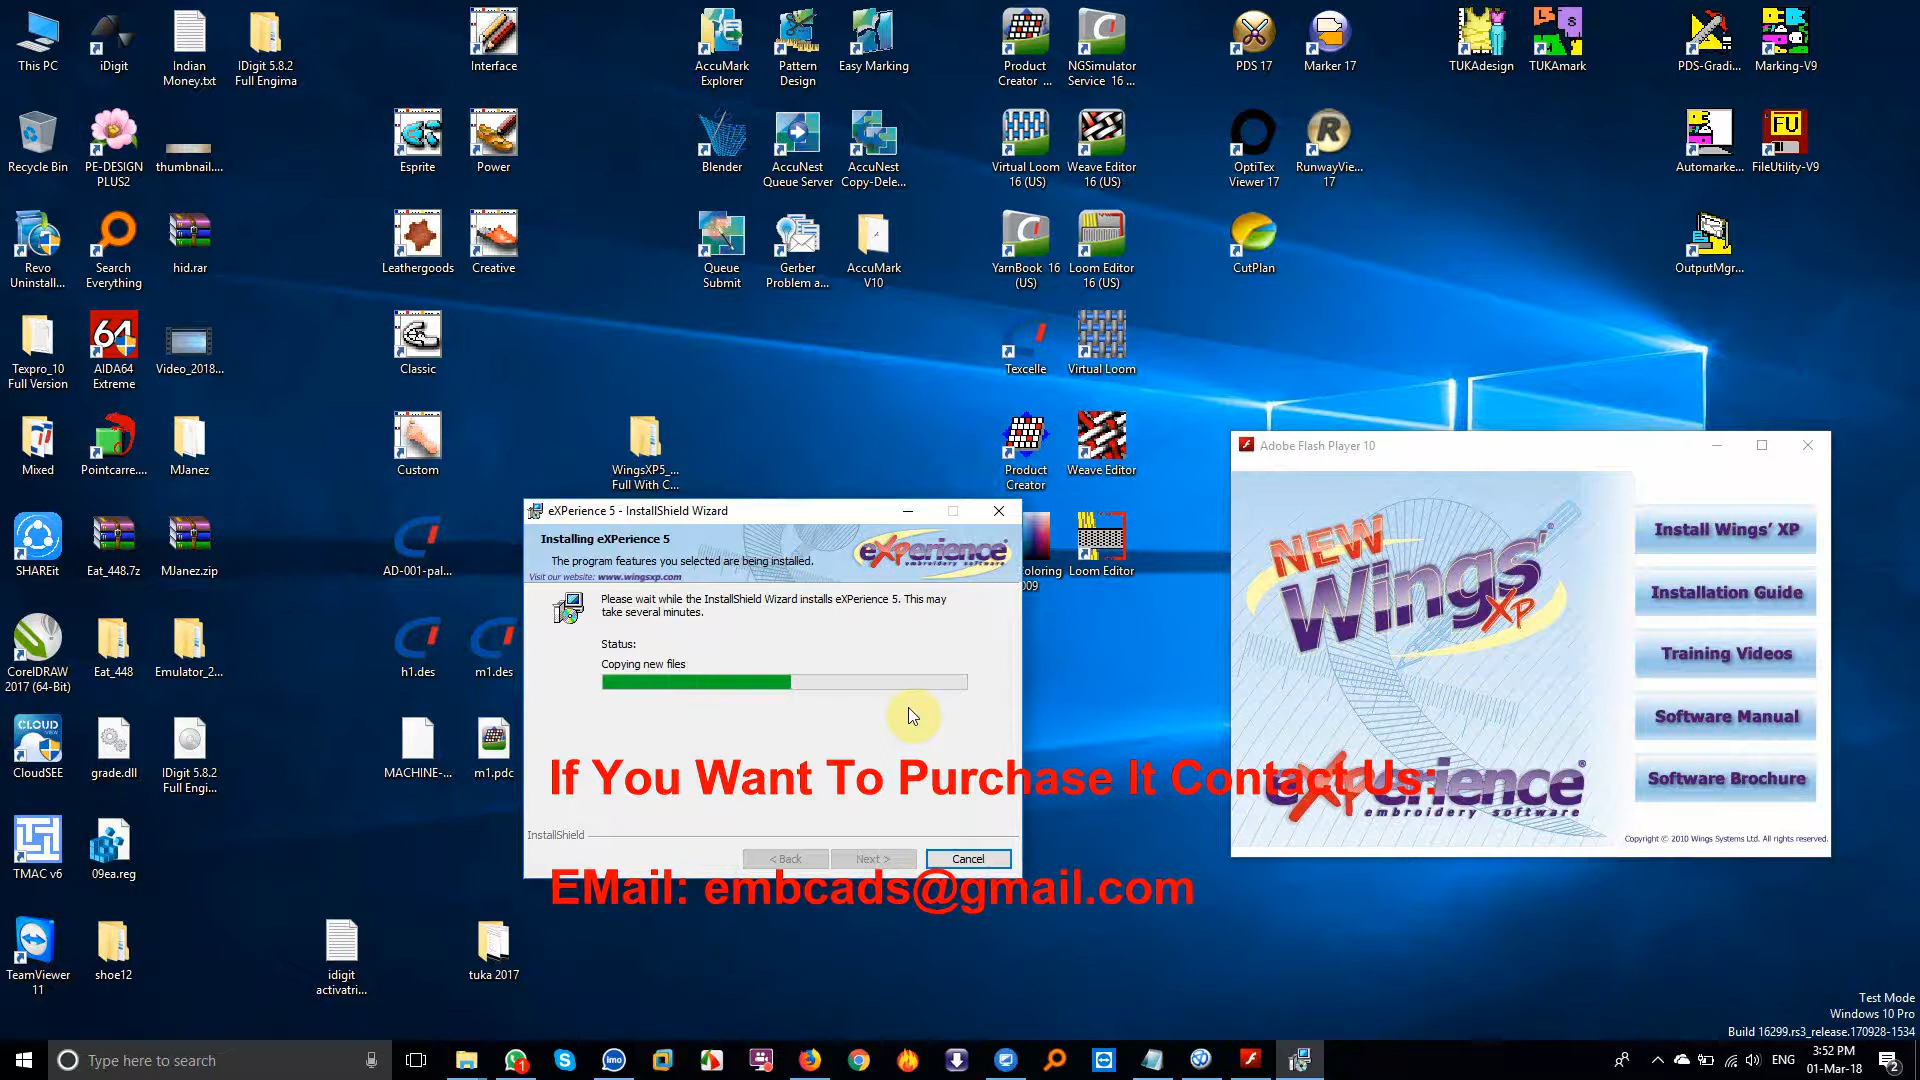 This PC
iDigit
Indian
Money.txt
IDigit 5.8.2
Full Engima
Interface
AccuMark
Explorer
Pattern
Design
Easy Marking
Product
Creator ...
NGSimulator
Service 16 ...
PDS 17
Marker 17
TUKAdesign
TUKAmark
PDS-Gradi...
Marking-V9
Recycle Bin
PE-DESIGN
PLUS2
thumbnail....
Esprite
Power
Blender
AccuNest
Queue Server
AccuNest
Copy-Dele...
Virtual Loom
16 (US)
Weave Editor
16 (US)
OptiTex
Viewer 17
RunwayVie...
17
Automarke...
FU
FileUtility-V9
Revo
Uninstall...
Search
Everything
hid.rar
Leathergoods
Creative
Queue
Submit
Gerber
Problem a...
AccuMark
V10
YarnBook 16
(US)
Loom Editor
16 (US)
CutPlan
OutputMgr...
Texpro_10
Full Version
64
AIDA64
Extreme
Video_2018...
Classic
Texcelle
Virtual Loom
Mixed
Pointcarre....
MJanez
Custom
WingsXP5_...
Full With C...
Product
Creator
Weave Editor
Adobe Flash Player 10
NEW
Wings'
XP
eXPerience®
embroidery software
Install Wings' XP
Installation Guide
Training Videos
Software Manual
Software Brochure
Copyright © 2010 Wings Systems Ltd. All rights reserved.
eXPerience 5 - InstallShield Wizard
Installing eXPerience 5
The program features you selected are being installed.
Visit our website: www.wingsxp.com
eXPerience
embroidery software
Please wait while the InstallShield Wizard installs eXPerience 5. This may
take several minutes.
Status:
Copying new files
InstallShield
< Back
Next >
Cancel
SHAREit
Eat_448.7z
MJanez.zip
AD-001-pal...
oloring
009
Loom Editor
CorelDRAW
2017 (64-Bit)
Eat_448
Emulator_2...
h1.des
m1.des
CLOUD
CloudSEE
grade.dll
IDigit 5.8.2
Full Engi...
MACHINE-...
m1.pdc
If You Want To Purchase It Contact Us:
EMail: embcads@gmail.com
TMAC v6
09ea.reg
TeamViewer
11
shoe12
idigit
activatri...
tuka 2017
Test Mode
Windows 10 Pro
Build 16299.rs3_release.170928-1534
Type here to search
imo
1
ENG
3:52 PM
01-Mar-18
2